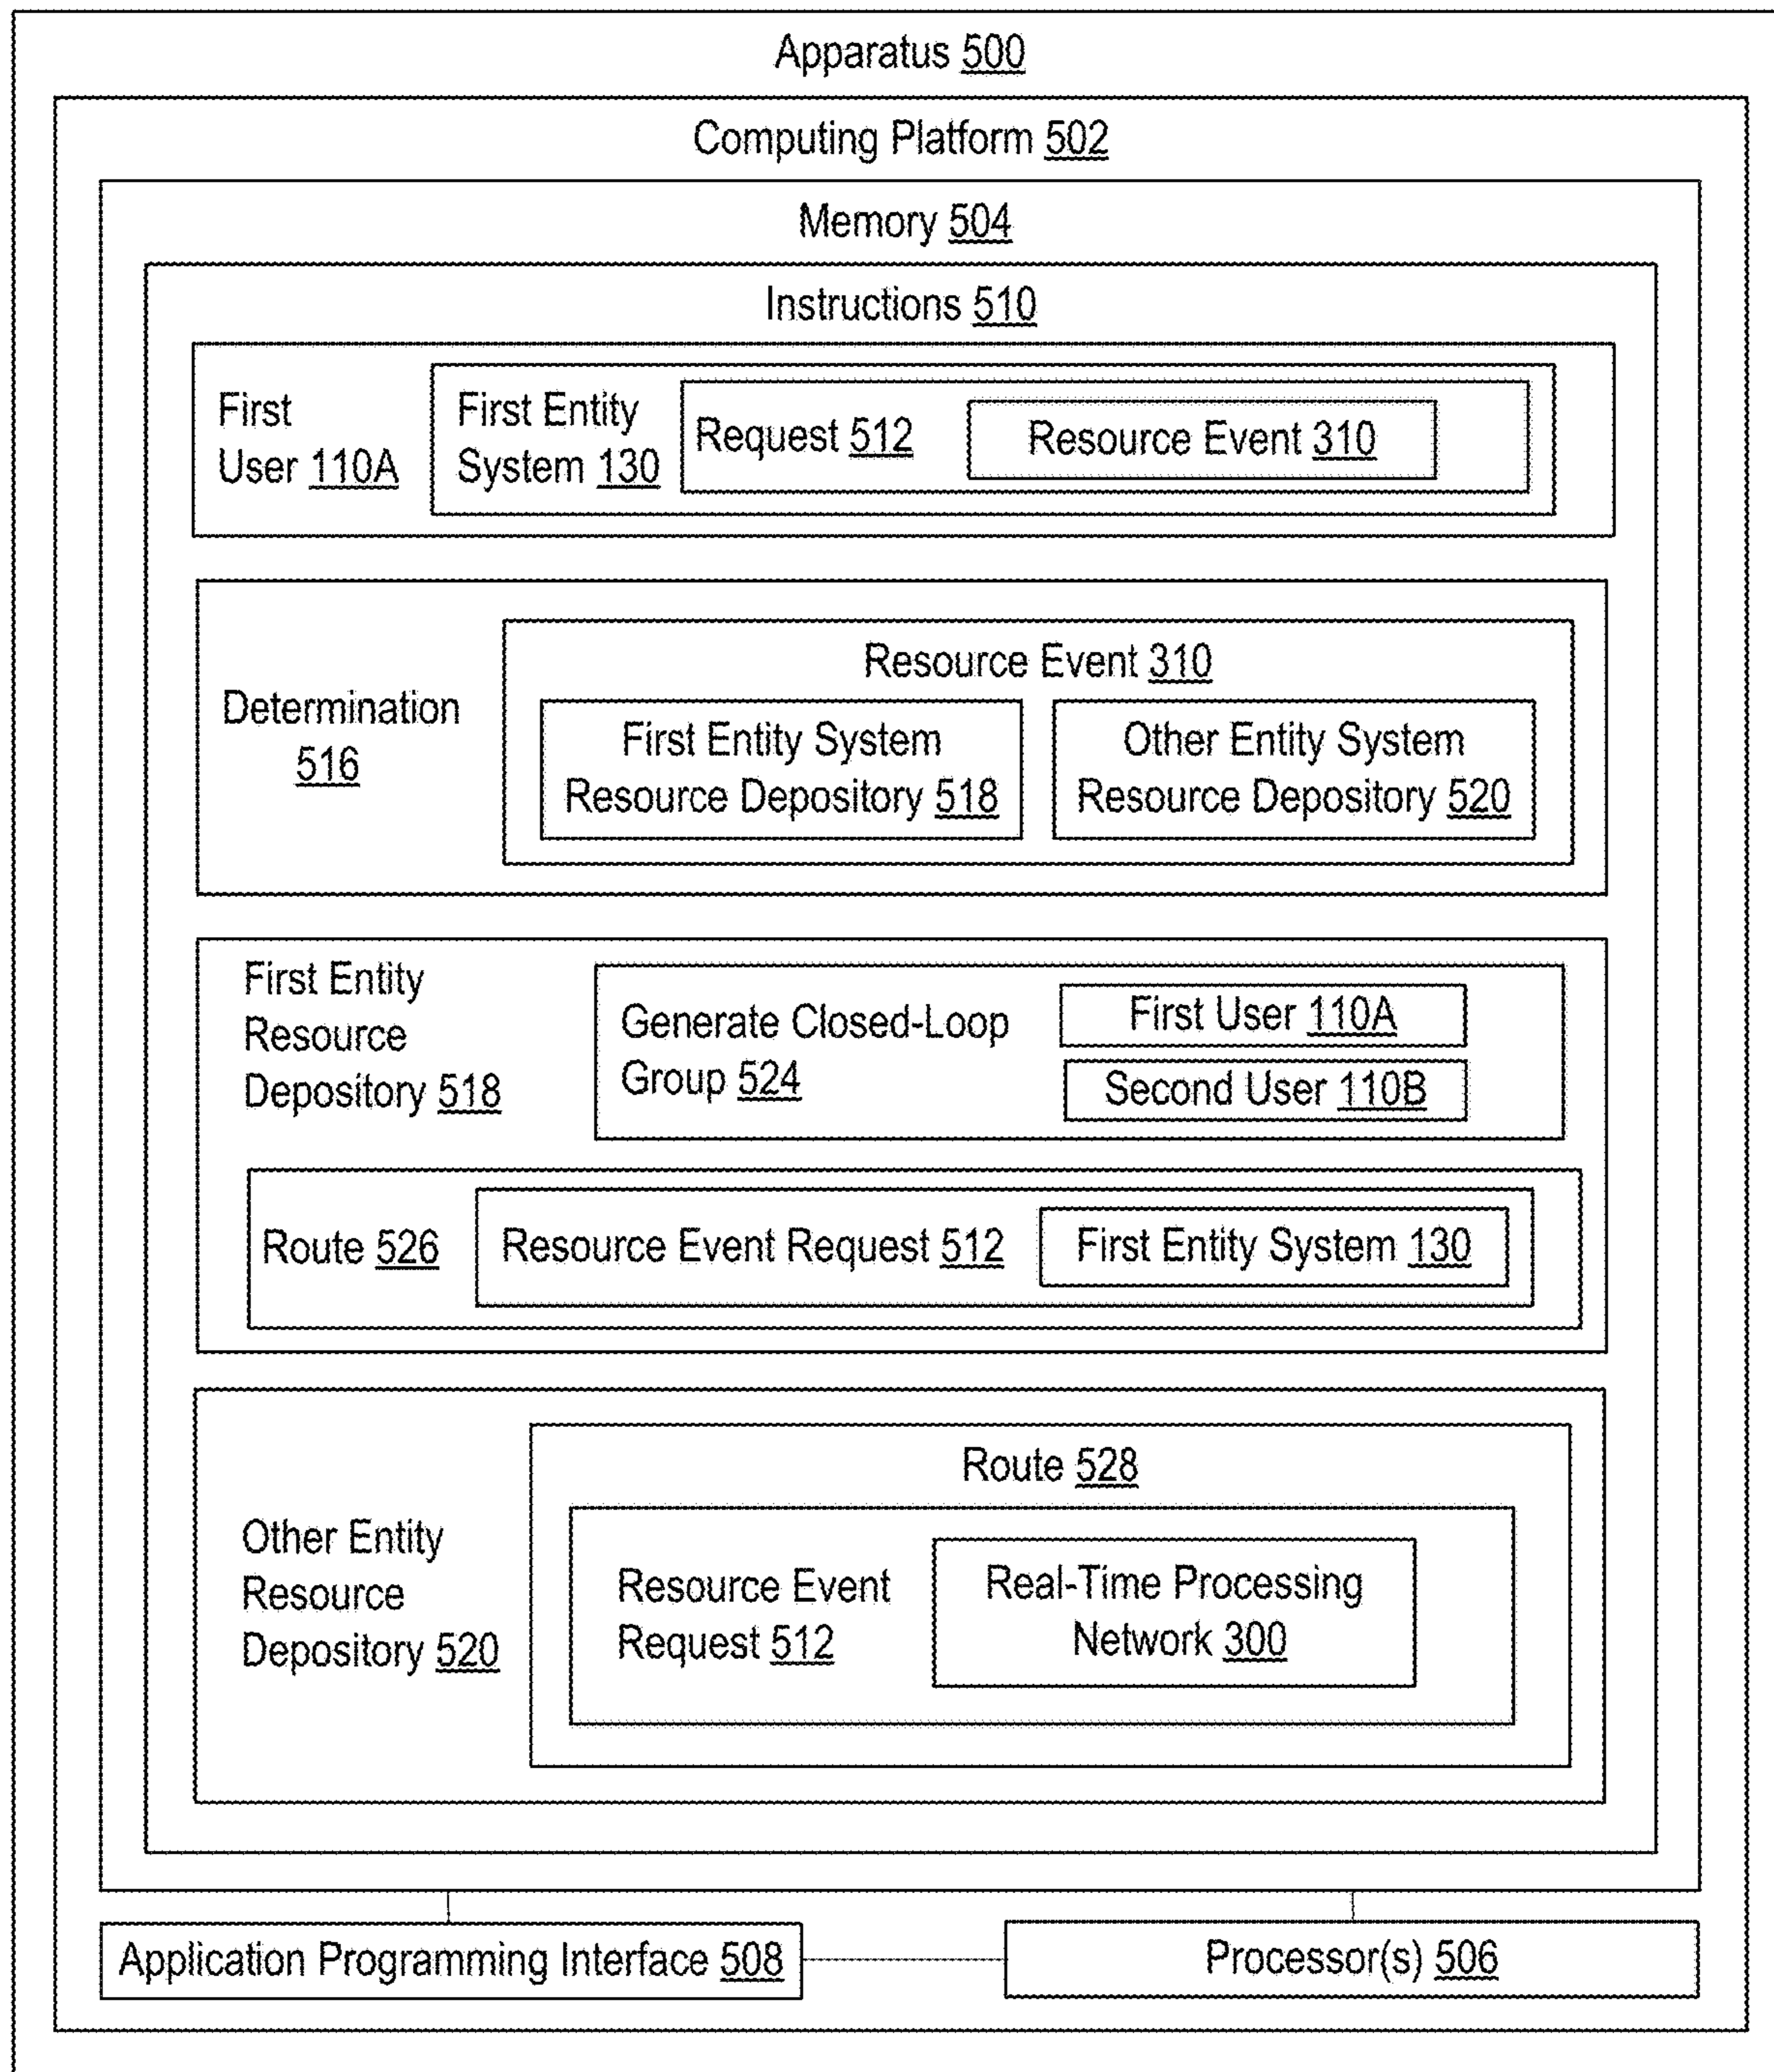 Apparatus 500
Computing Platform 502
Memory 504
Instructions 510
First
User 110A
First Entity
System 130
Request 512
Resource Event 310
Determination
516
Resource Event 310
First Entity System
Resource Depository 518
Other Entity System
Resource Depository 520
First Entity
Resource
Depository 518
Generate Closed-Loop
Group 524
First User 110A
Second User 110B
Route 526
Resource Event Request 512
First Entity System 130
Other Entity
Resource
Depository 520
Route 528
Resource Event
Request 512
Real-Time Processing
Network 300
Application Programming Interface 508
Processor(s) 506